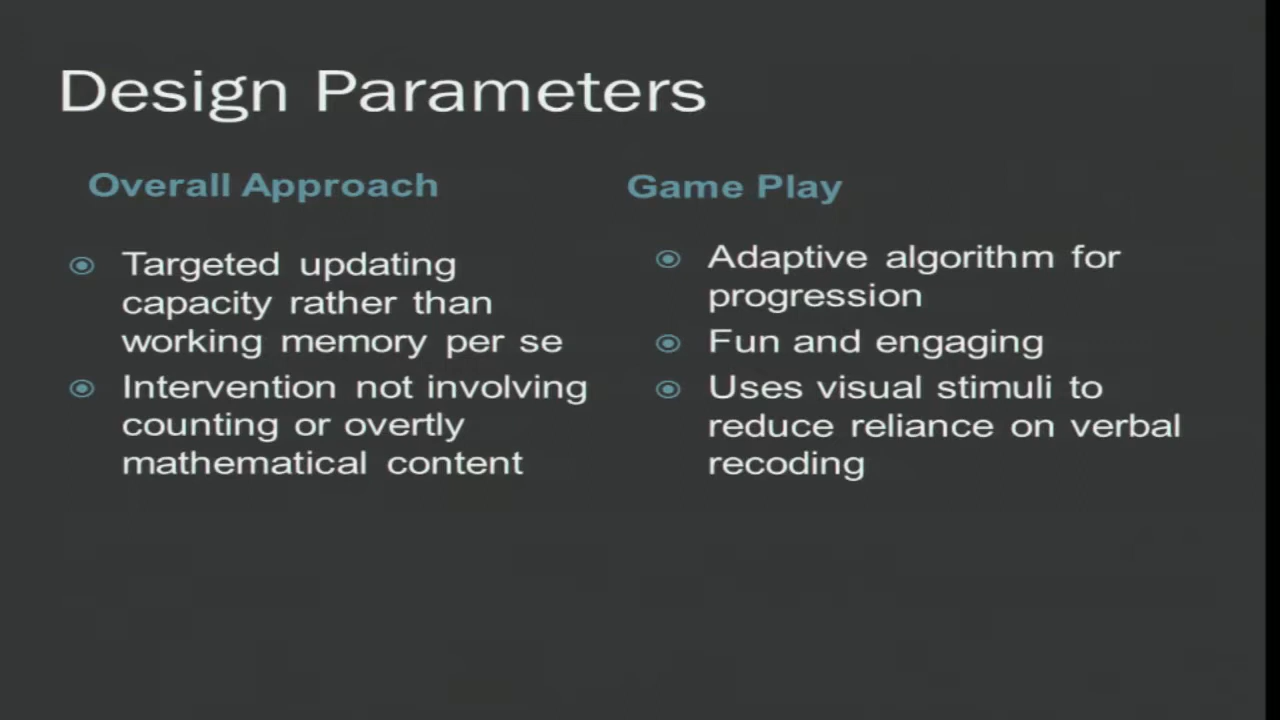 Design Parameters
Overall Approach
Targeted updating
capacity rather than
working memory per se
Intervention not involving
counting or overtly
mathematical content
Game Play
Adaptive algorithm for
progression
Fun and engaging
Uses visual stimuli to
reduce reliance on verbal
recoding